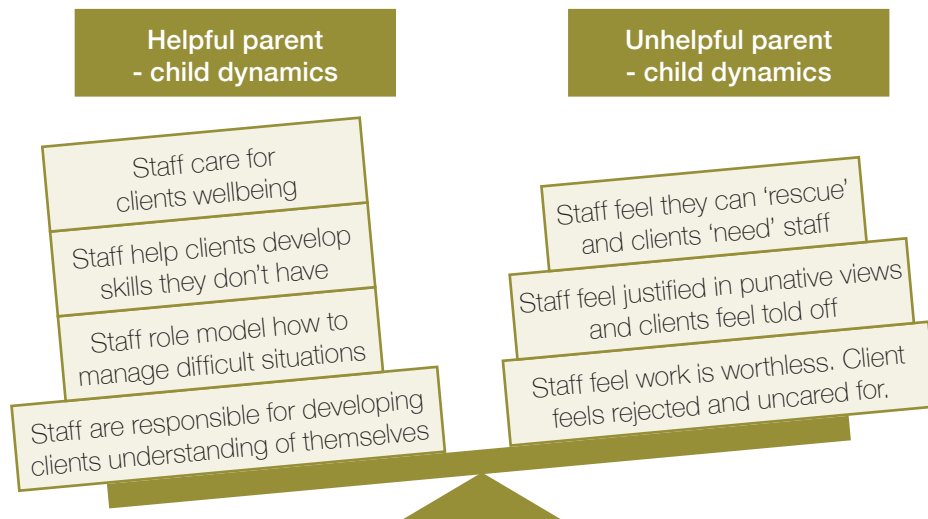 Helpful parent
- child dynamics
Staff care for
clients wellbeing
Staff help clients develop
skills they don't have
Staff role model how to
manage difficult situations
Staff are responsible for developing
clients understanding of themselves
Unhelpful parent
- child dynamics
Staff feel they can ‘rescue’
and clients ‘need’ staff
Staff feel justified in punative views
and clients feel told off
Staff feel work is worthless. Client
feels rejected and uncared for.